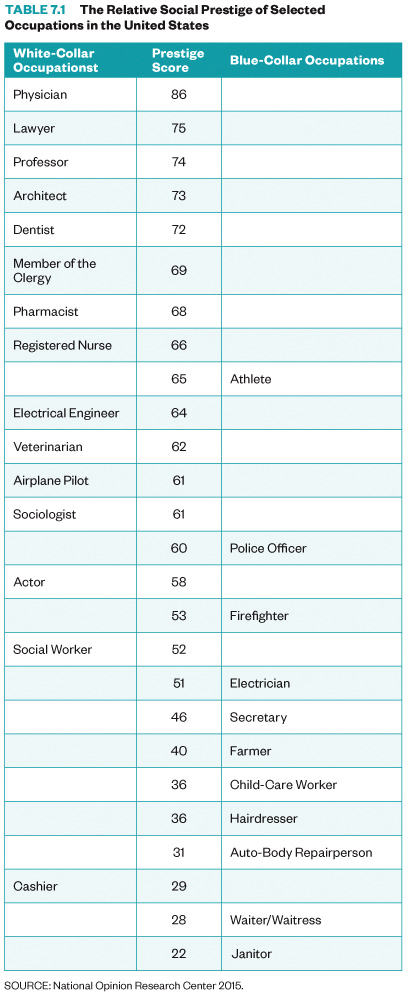 TABLE 7.1 The Relative Social Prestige of Selected
Occupations in the United States
White-Collar Occupationst Prestige Score Blue-Collar Occupations
Physician 86
Lawyer 75
Professor 74
Architect 73
Dentist 72
Member of the Clergy 69
Pharmacist 68
Registered Nurse 66
65 Athlete
Electrical Engineer 64
Veterinarian 62
Airplane Pilot 61
Sociologist 61
60 Police Officer
Actor 58
53 Firefighter
Social Worker 52
51 Electrician
46 Secretary
40 Farmer
36 Child-Care Worker
36 Hairdresser
31 Auto-Body Repairperson
Cashier 29
28 Waiter/Waitress
22 Janitor
SOURCE: National Opinion Research Center 2015.